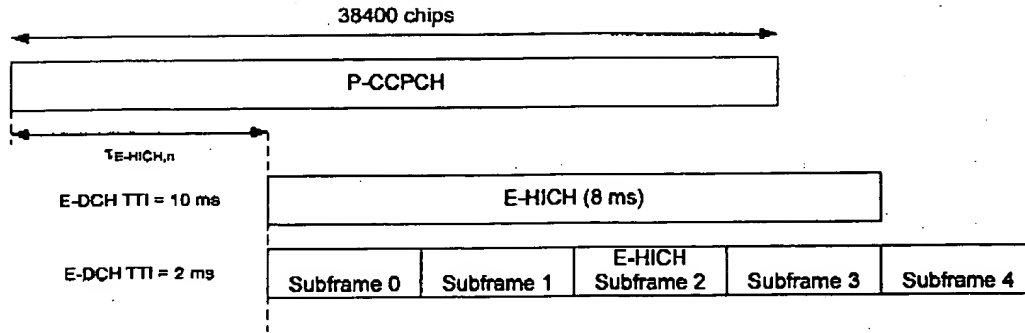 38400 chips
P-CCPCH
τE-HICH,n
E-DCH TTI = 10 ms
E-HICH (8 ms)
E-DCH TTI = 2 ms
Subframe 0
Subframe 1
E-HICH
Subframe 2
Subframe 3
Subframe 4